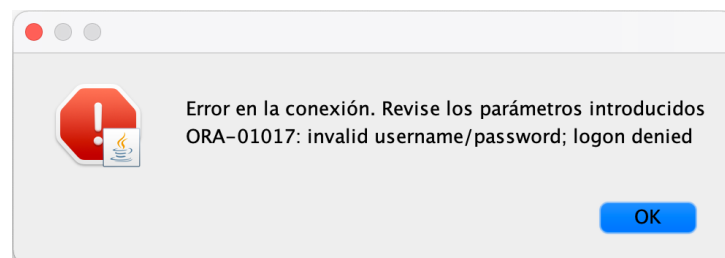 Error en la conexión. Revise los parámetros introducidos
ORA-01017: invalid username/password; logon denied
OK